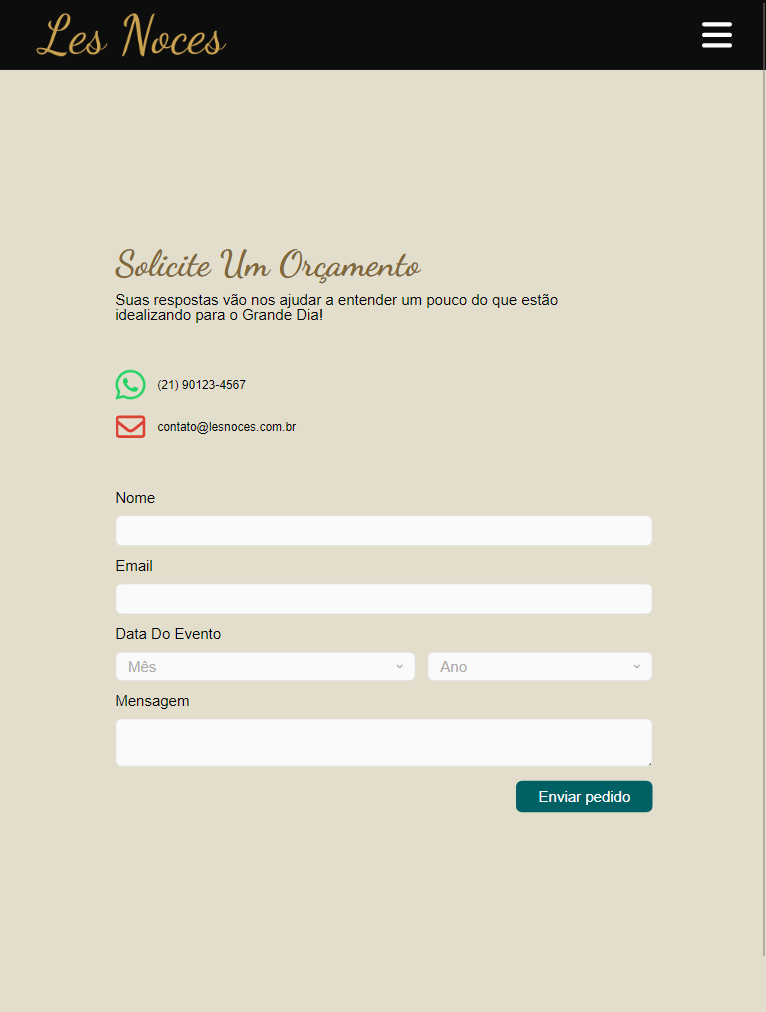 Les Noces
Solicite Um Orçamento
Suas respostas vão nos ajudar a entender um pouco do que estão
idealizando para o Grande Dia!
(21) 90123-4567
contato@lesnoces.com.br
Nome
Email
Data Do Evento
Mês Ano
Mensagem
Enviar pedido